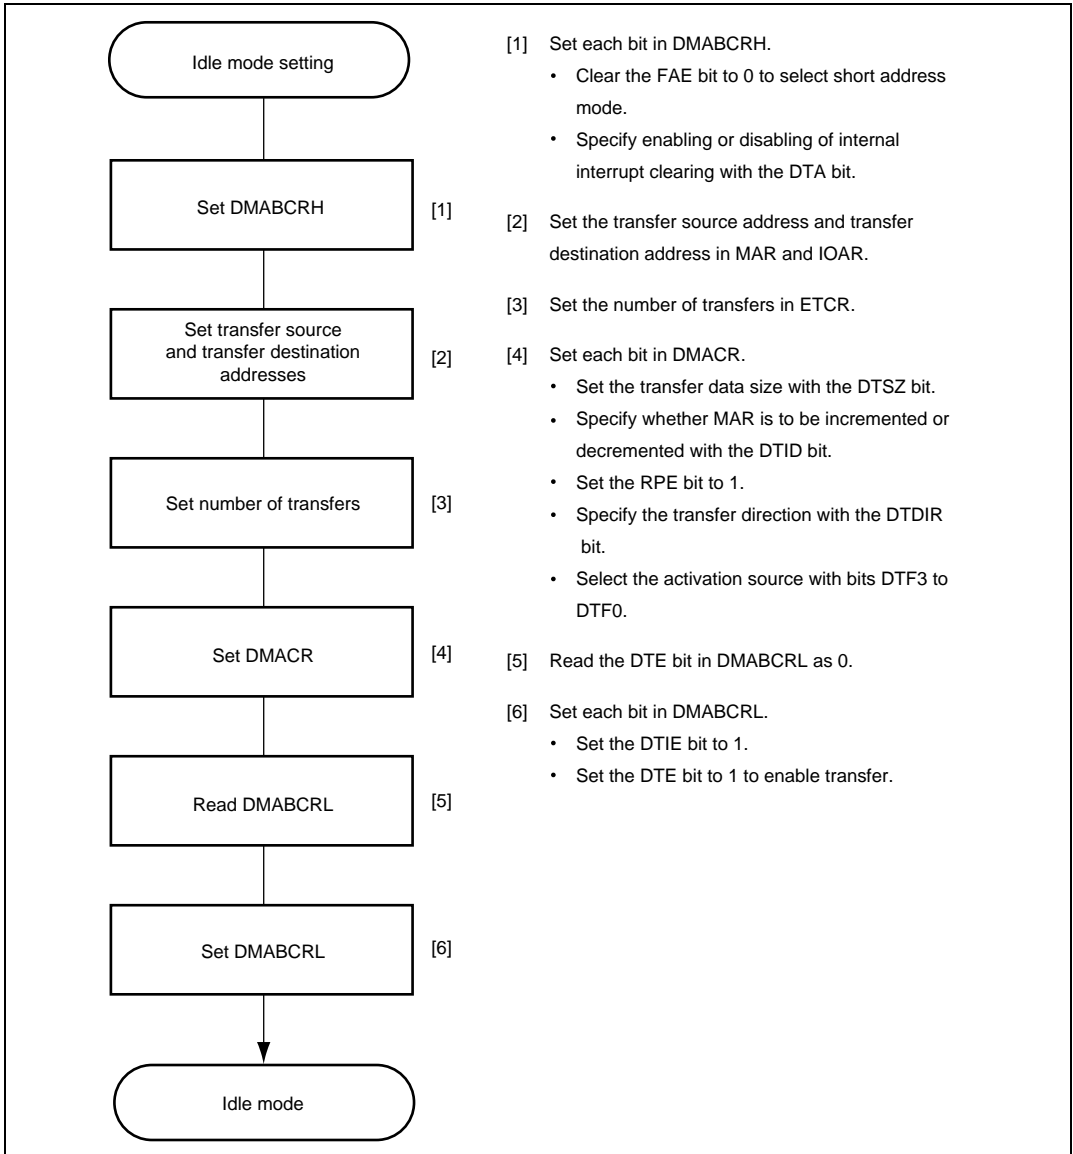 Idle mode setting
Set DMABCRH
[1]
Set transfer source
and transfer destination
addresses
[2]
Set number of transfers
[3]
Set DMACR
[4]
Read DMABCRL
[5]
Set DMABCRL
[6]
Idle mode
[1] Set each bit in DMABCRH.
• Clear the FAE bit to 0 to select short address
mode.
• Specify enabling or disabling of internal
interrupt clearing with the DTA bit.
[2] Set the transfer source address and transfer
destination address in MAR and IOAR.
[3] Set the number of transfers in ETCR.
[4] Set each bit in DMACR.
• Set the transfer data size with the DTSZ bit.
• Specify whether MAR is to be incremented or
decremented with the DTID bit.
• Set the RPE bit to 1.
• Specify the transfer direction with the DTDIR
bit.
• Select the activation source with bits DTF3 to
DTF0.
[5] Read the DTE bit in DMABCRL as 0.
[6] Set each bit in DMABCRL.
• Set the DTIE bit to 1.
• Set the DTE bit to 1 to enable transfer.